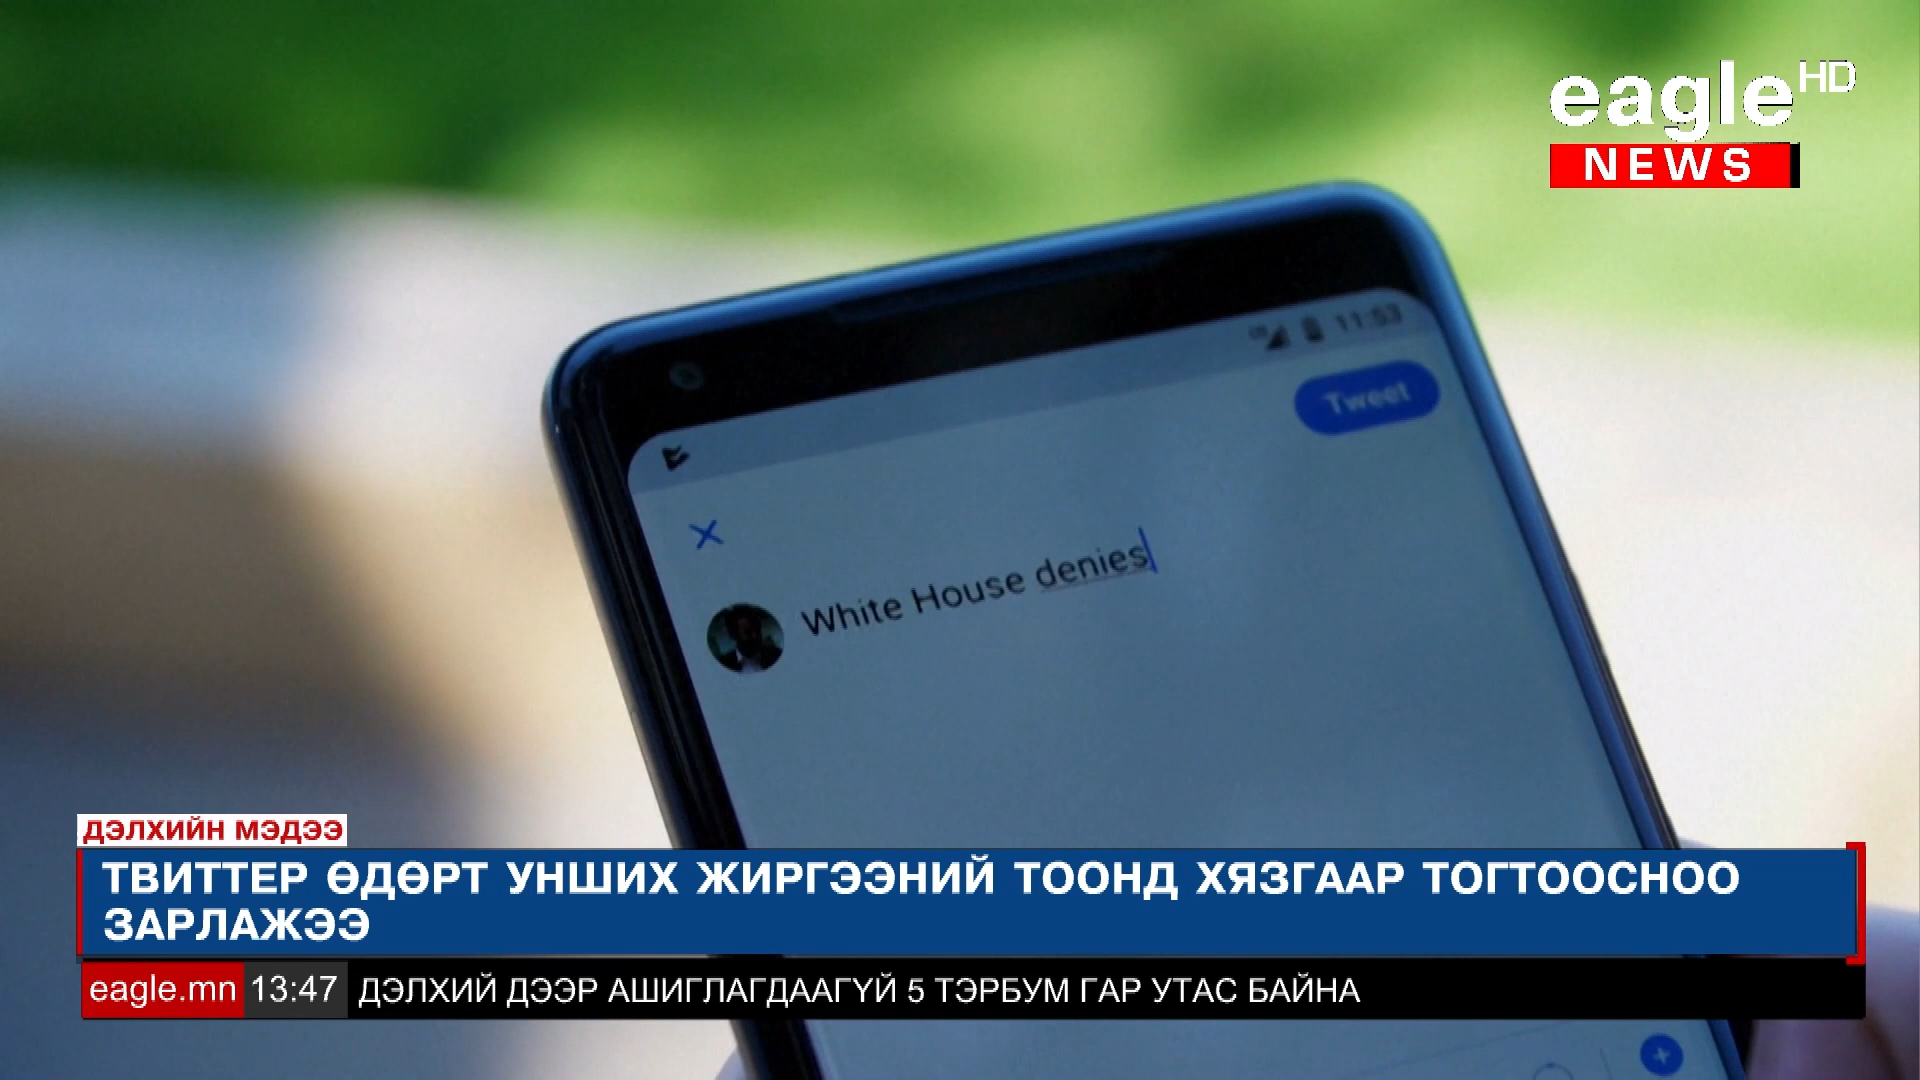 eagle HD
NEWS
11:53
Tweet
White House denies
ДЭЛХИЙН МЭДЭЭ
ТВИТТЕР ӨДӨРТ УНШИХ ЖИРГЭЭНИЙ ТООНД ХЯЗГААР ТОГТООСНОО
ЗАРЛАЖЭЭ
eagle.mn 13:47 ДЭЛХИЙ ДЭЭР АШИГЛАГДААГҮЙ 5 ТЭРБУМ ГАР УТАС БАЙНА